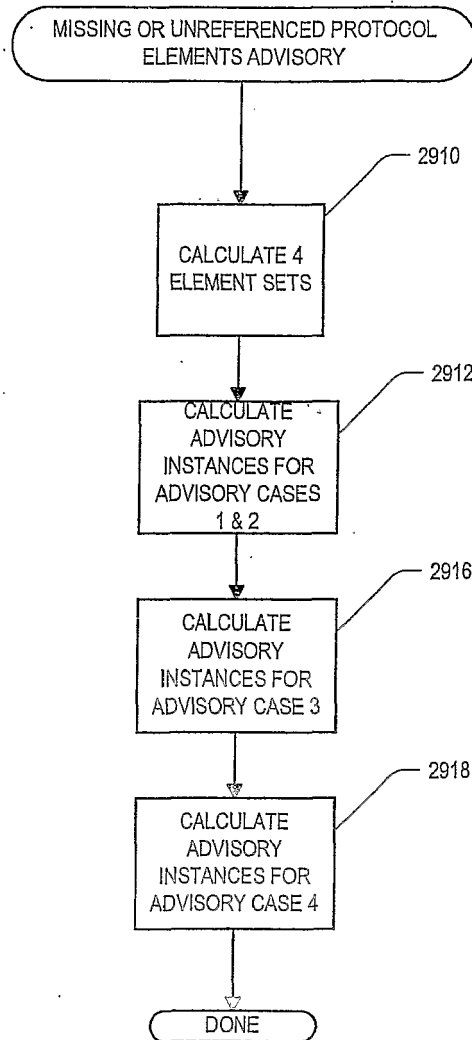 MISSING OR UNREFERENCED PROTOCOL
ELEMENTS ADVISORY
2910
CALCULATE 4
ELEMENT SETS
2912
CALCULATE
ADVISORY
INSTANCES FOR
ADVISORY CASES
1 & 2
2916
CALCULATE
ADVISORY
INSTANCES FOR
ADVISORY CASE 3
2918
CALCULATE
ADVISORY
INSTANCES FOR
ADVISORY CASE 4
DONE